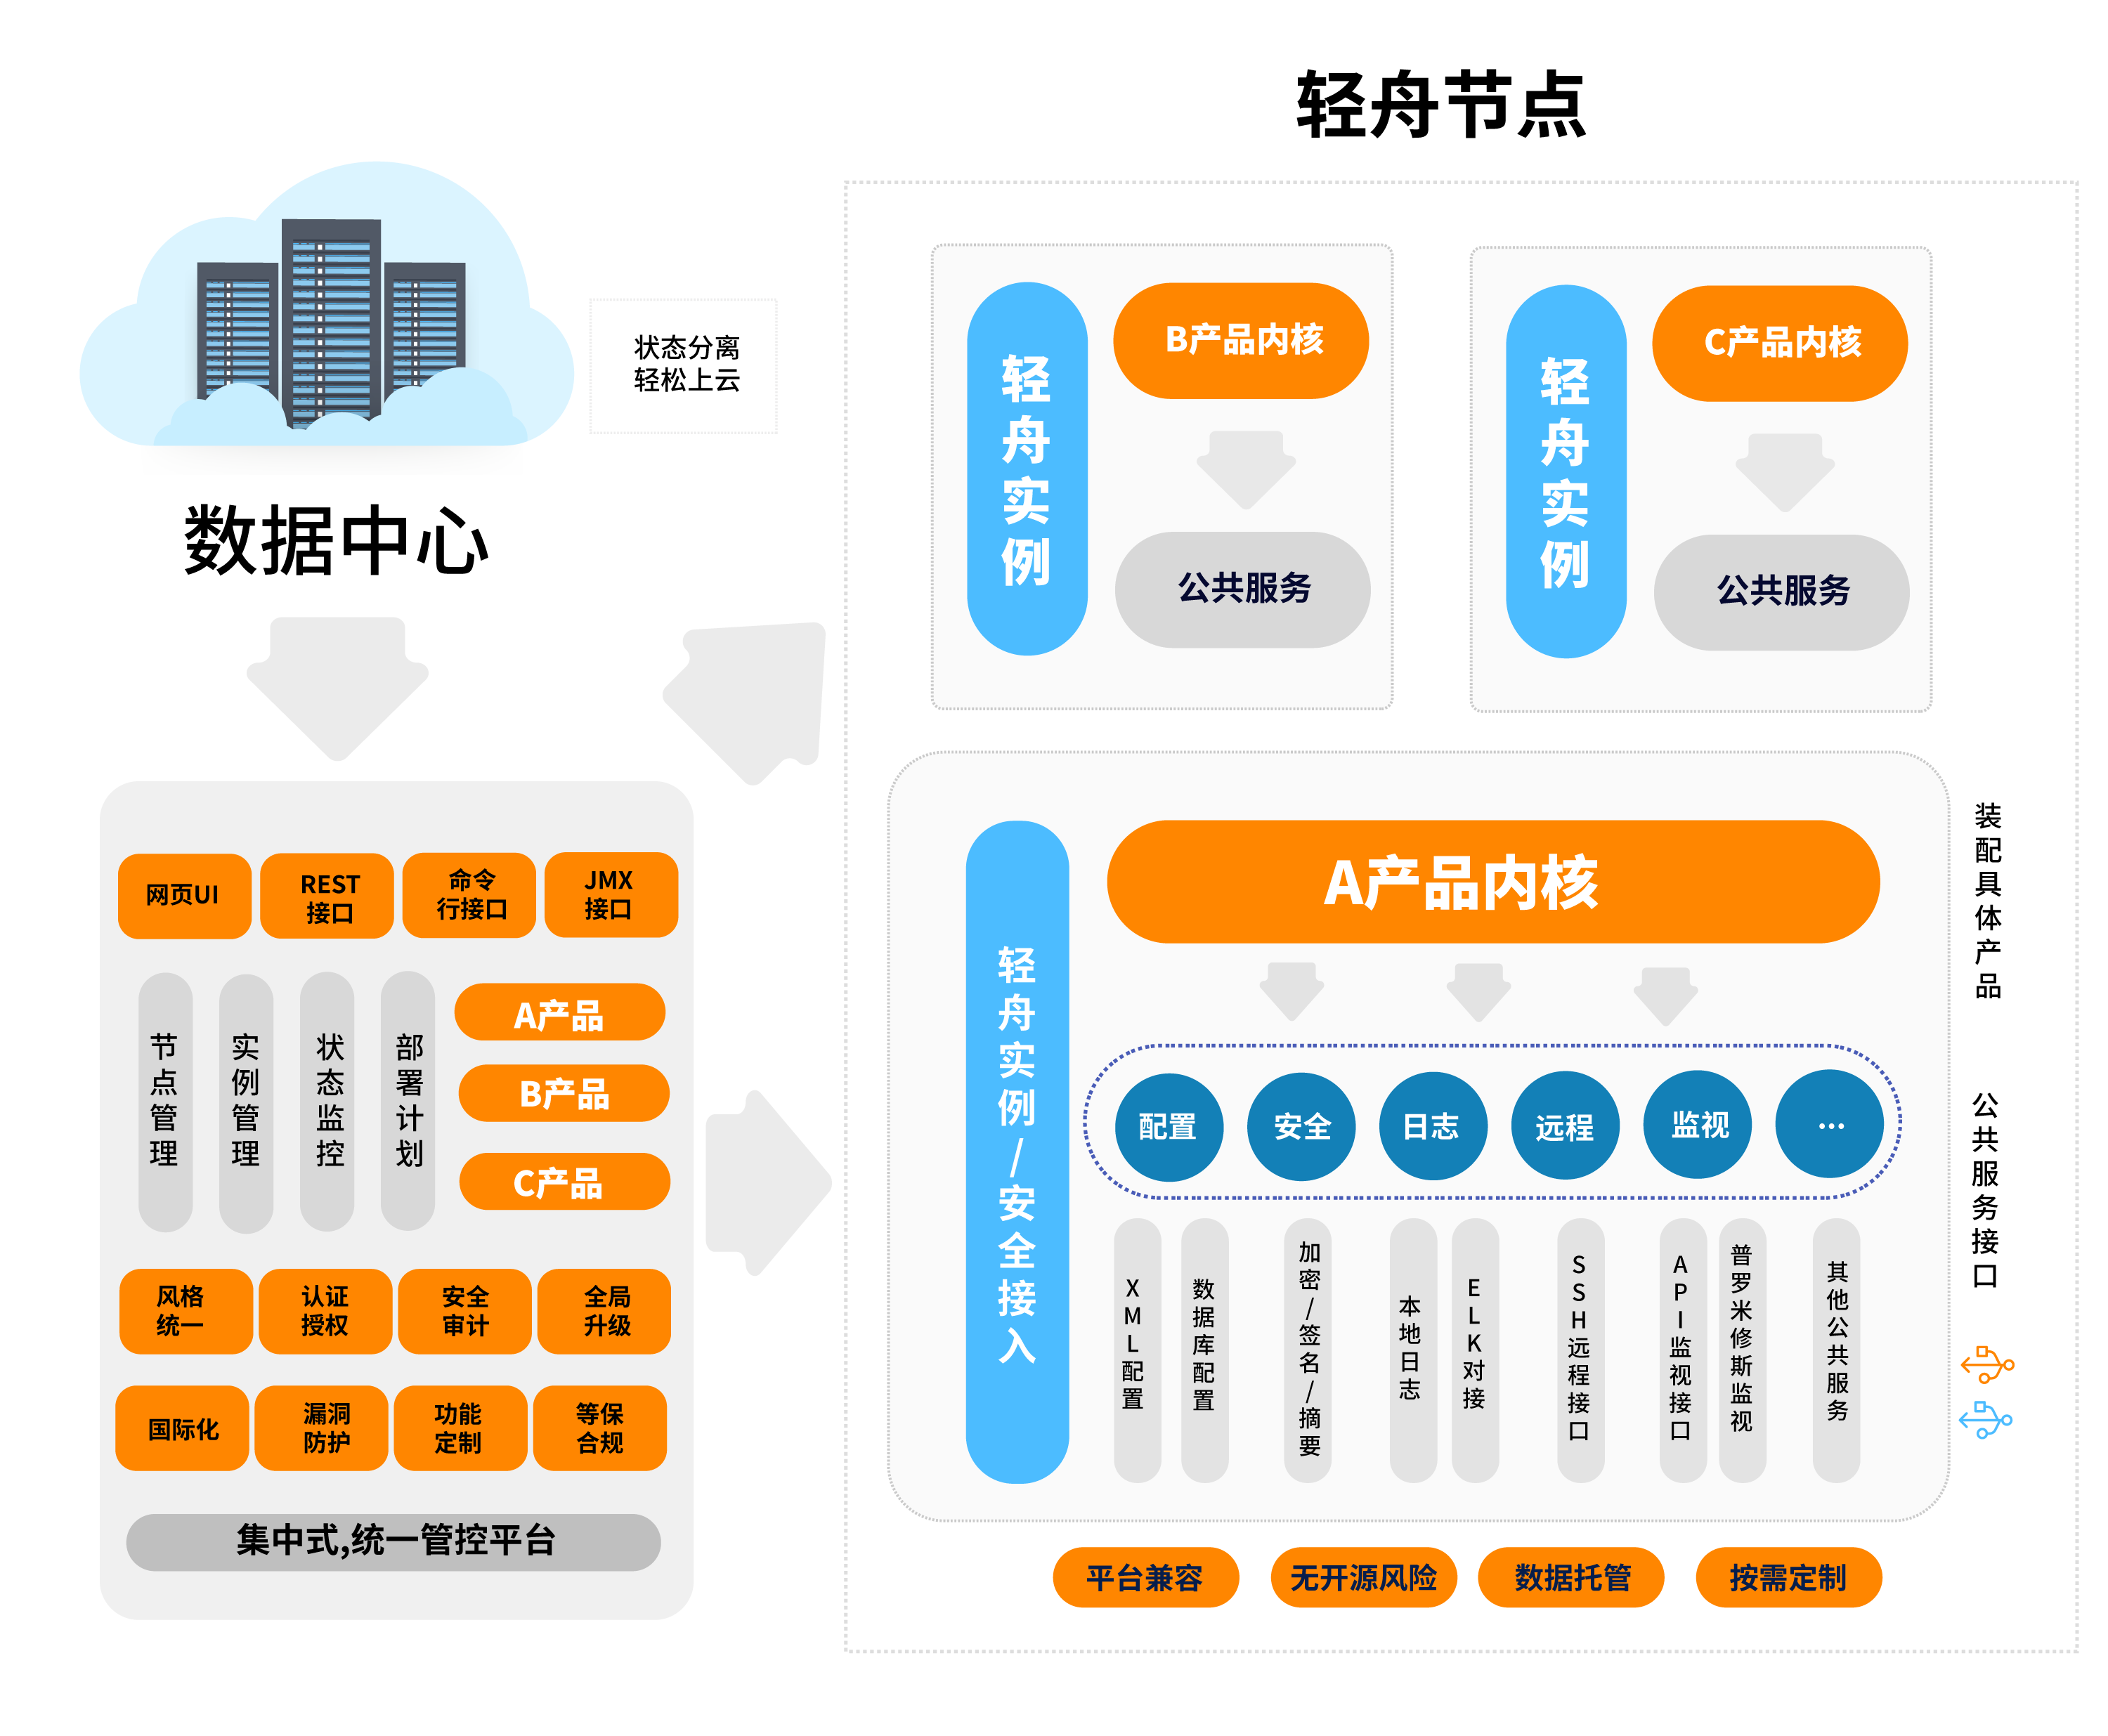 轻舟节点
状态分离
轻松上云
数据中心
网页UI
REST
接口
命令
行接口
JMX
接口
节点管理
实例管理
状态监控
部署计划
A产品
B产品
C产品
风格
统一
认证
授权
安全
审计
全局
升级
国际化
漏洞
防护
功能
定制
等保
合规
集中式,统一管控平台
轻舟实例
B产品内核
公共服务
轻舟实例
C产品内核
公共服务
轻舟实例/安全接入
A产品内核
配置
安全
日志
远程
监视
...
XML配置
数据库配置
加密/签名/摘要
本地日志
ELK对接
SSH远程接口
API监视接口
普罗米修斯监视
其他公共服务
装配具体产品
公共服务接口
平台兼容
无开源风险
数据托管
按需定制